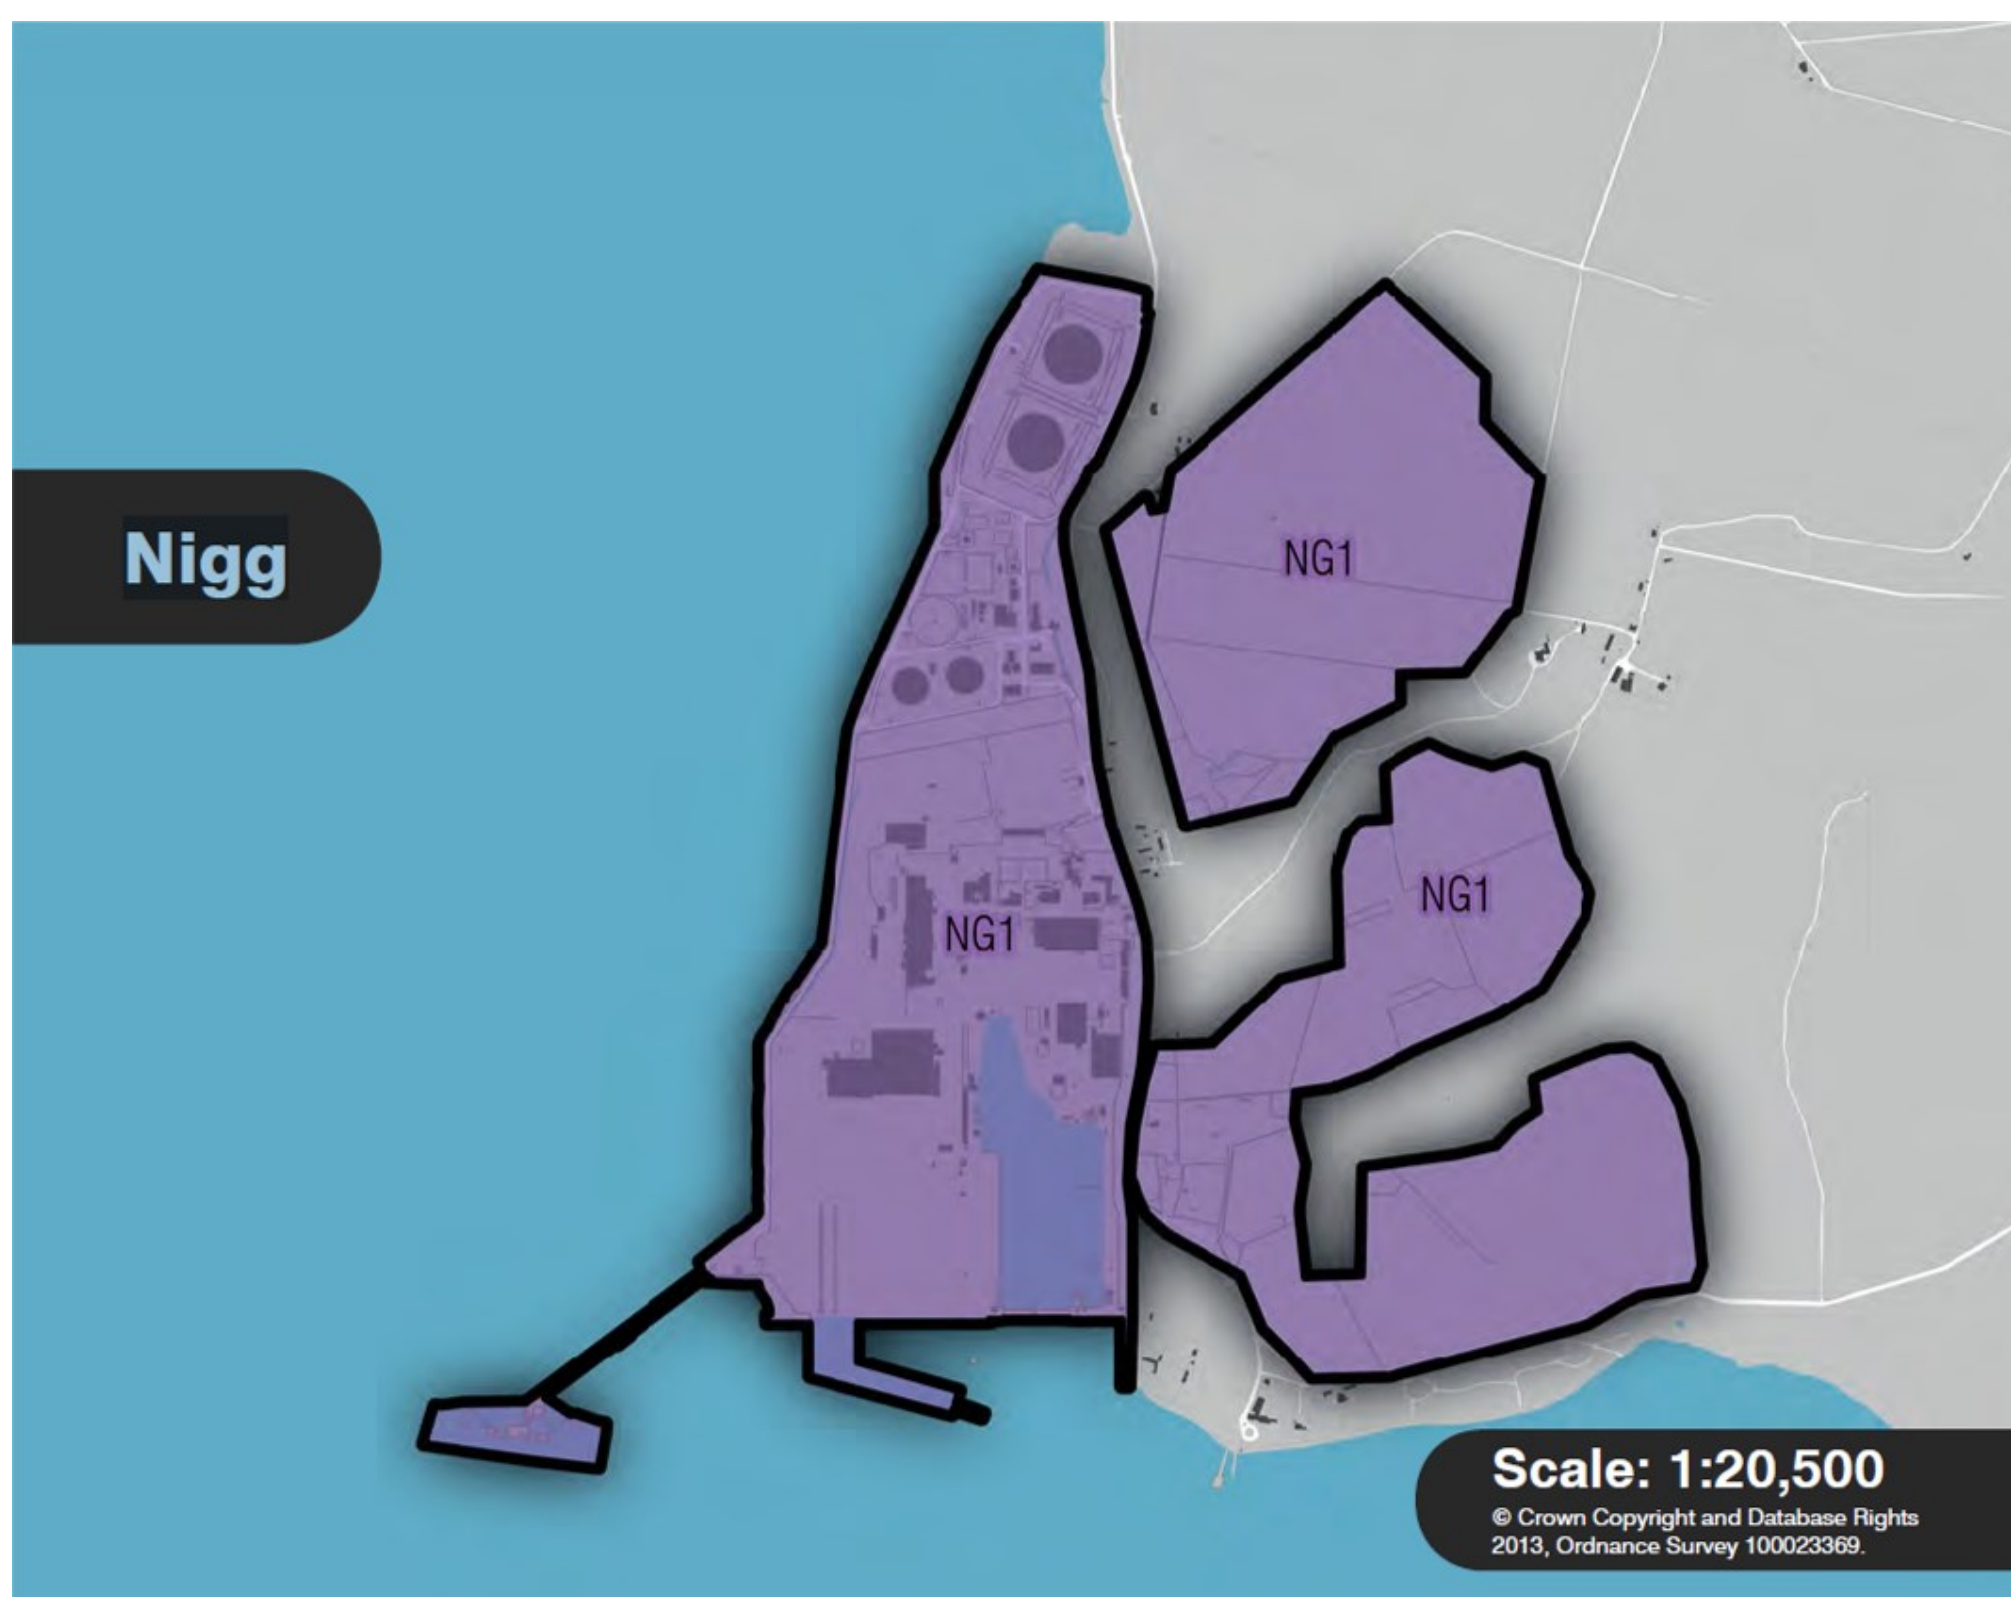 NG1
Nigg
NG1
NG1
Scale: 1:20,500
© Crown Copyright and Database Rights
2013, Ordnance Survey 100023369.